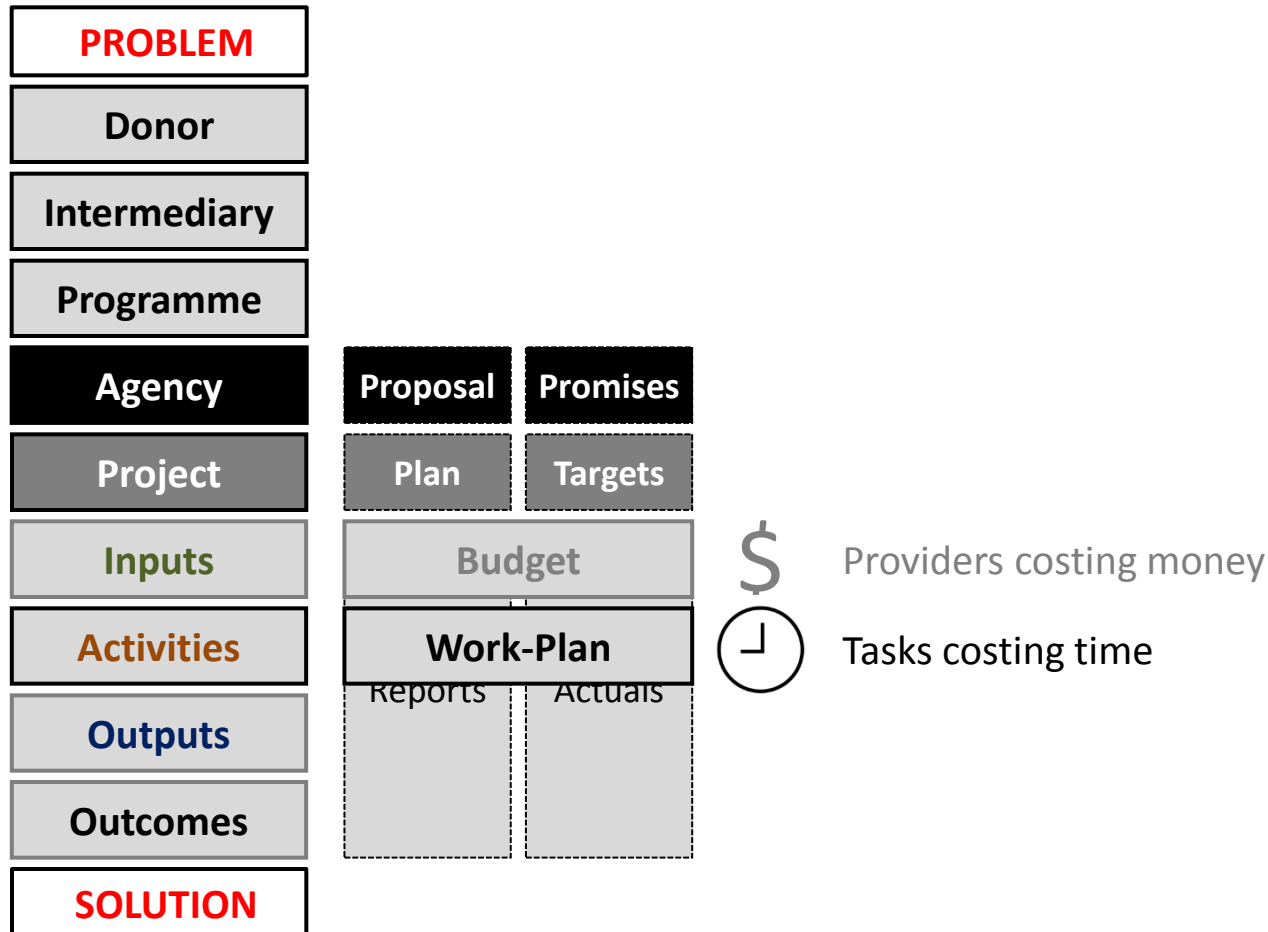 PROBLEM
Donor
Intermediary
Programme
Agency
Proposal
Promises
Project
Plan
Targets
Inputs
Budget
$
Providers costing money
Activities
Work-Plan
Tasks costing time
Reports
Actuals
Outputs
Outcomes
SOLUTION